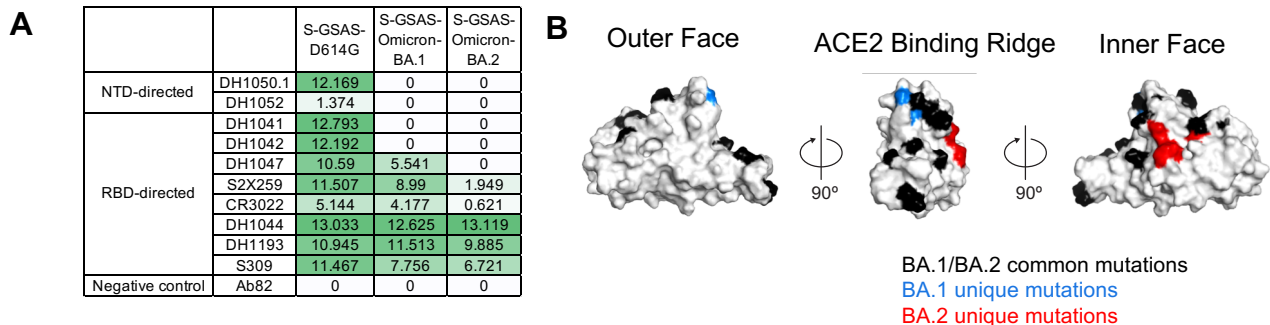 A
S-GSAS-D614G S-GSAS-Omicron-BA.1 S-GSAS-Omicron-BA.2
NTD-directed
DH1050.1 12.169 0 0
DH1052 1.374 0 0
RBD-directed
DH1041 12.793 0 0
DH1042 12.192 0 0
DH1047 10.59 5.541 0
S2X259 11.507 8.99 1.949
CR3022 5.144 4.177 0.621
DH1044 13.033 12.625 13.119
DH1193 10.945 11.513 9.885
S309 11.467 7.756 6.721
Negative control Ab82 0 0 0
B
Outer Face ACE2 Binding Ridge Inner Face
90º 90º
BA.1/BA.2 common mutations
BA.1 unique mutations
BA.2 unique mutations